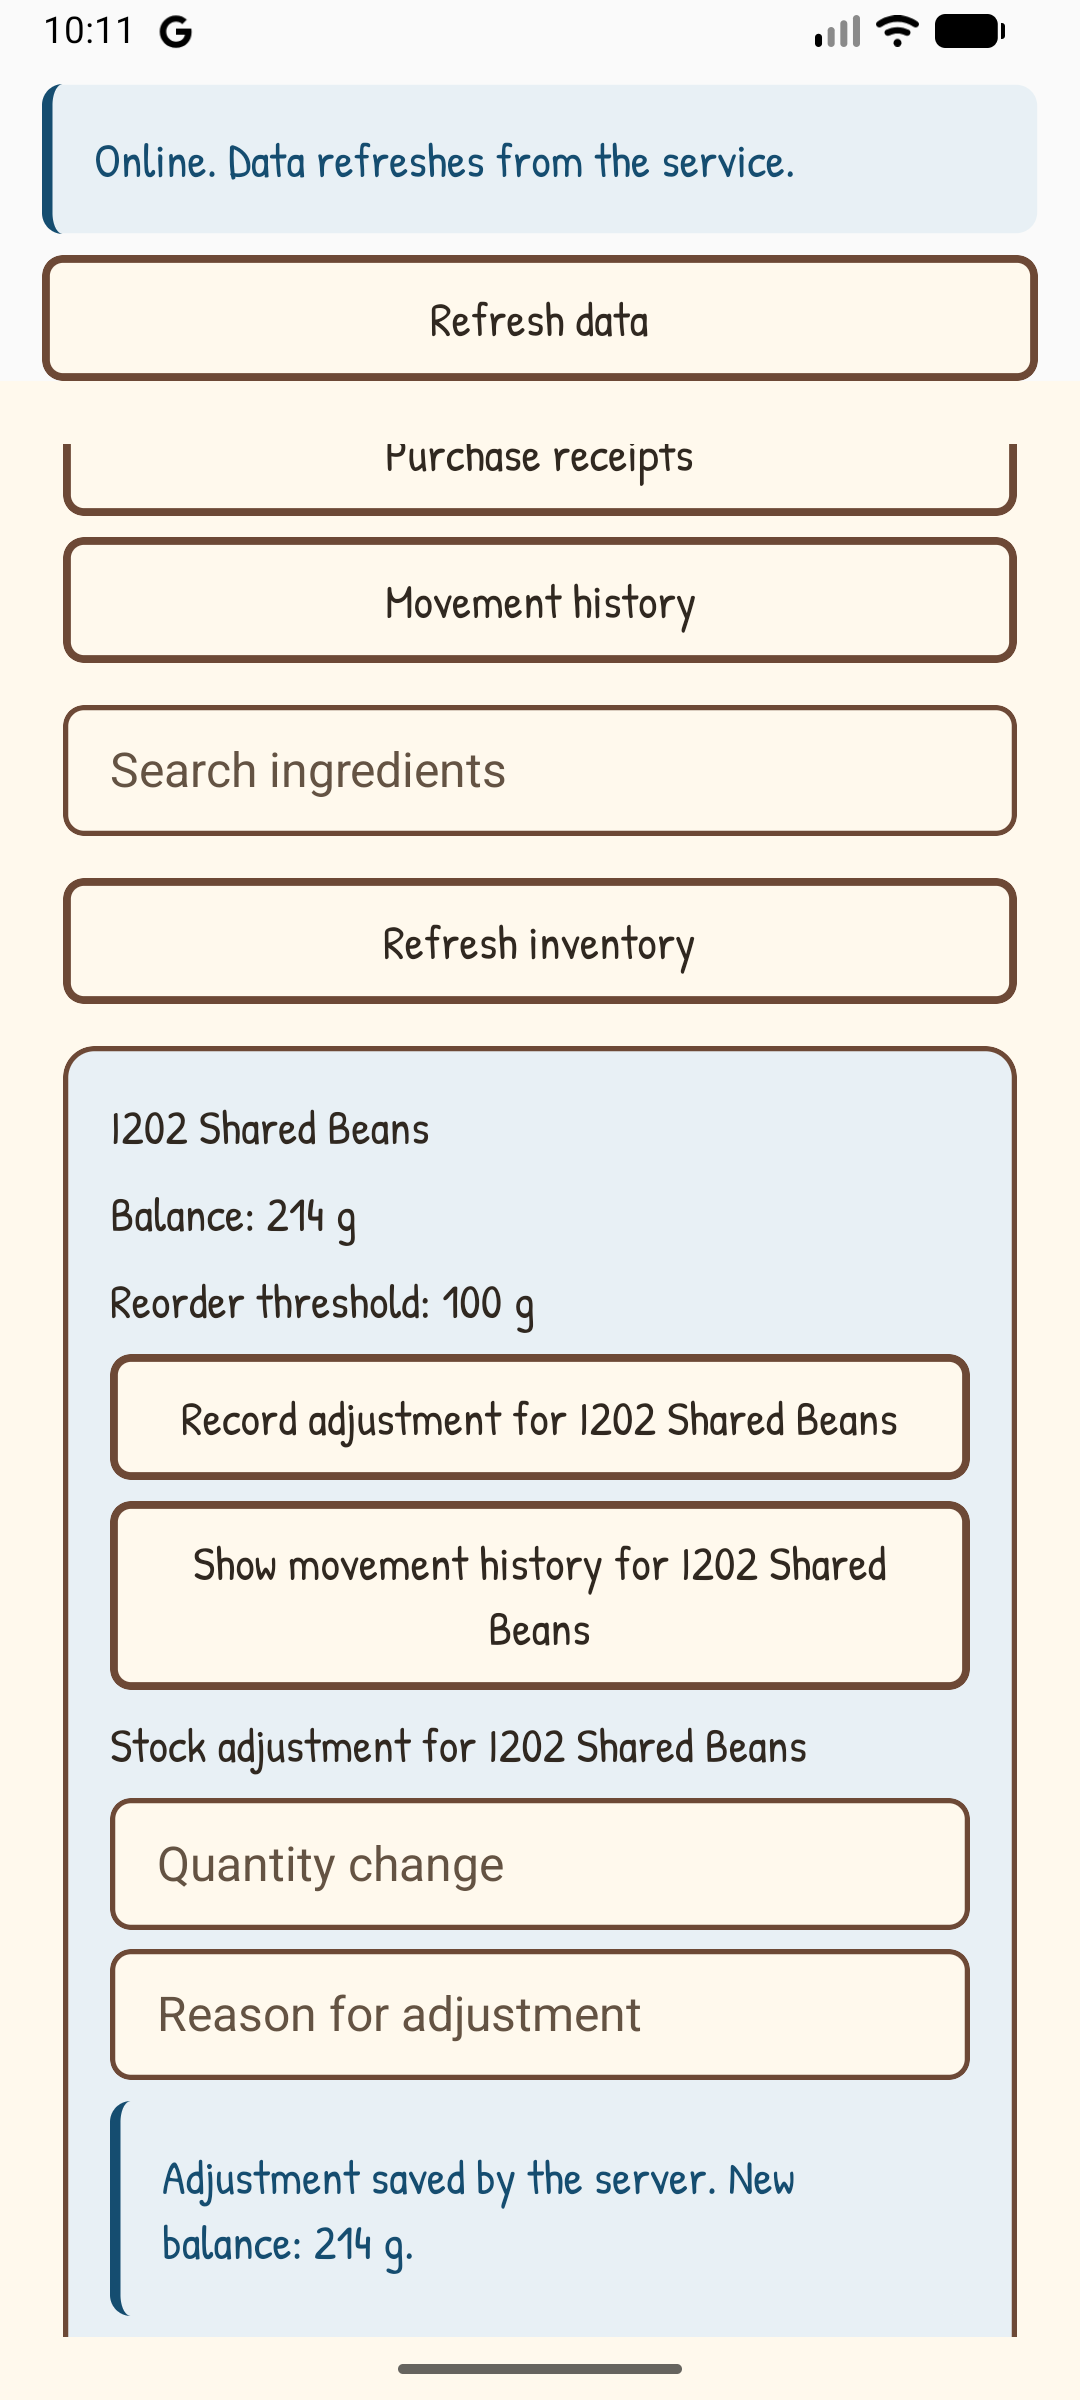 10:11
Online. Data refreshes from the service.
Refresh data
Purchase receipts
Movement history
Search ingredients
Refresh inventory
1202 Shared Beans
Balance: 214 g
Reorder threshold: 100 g
Record adjustment for 1202 Shared Beans
Show movement history for 1202 Shared
Beans
Stock adjustment for 1202 Shared Beans
Quantity change
Reason for adjustment
Adjustment saved by the server. New
balance: 214 g.